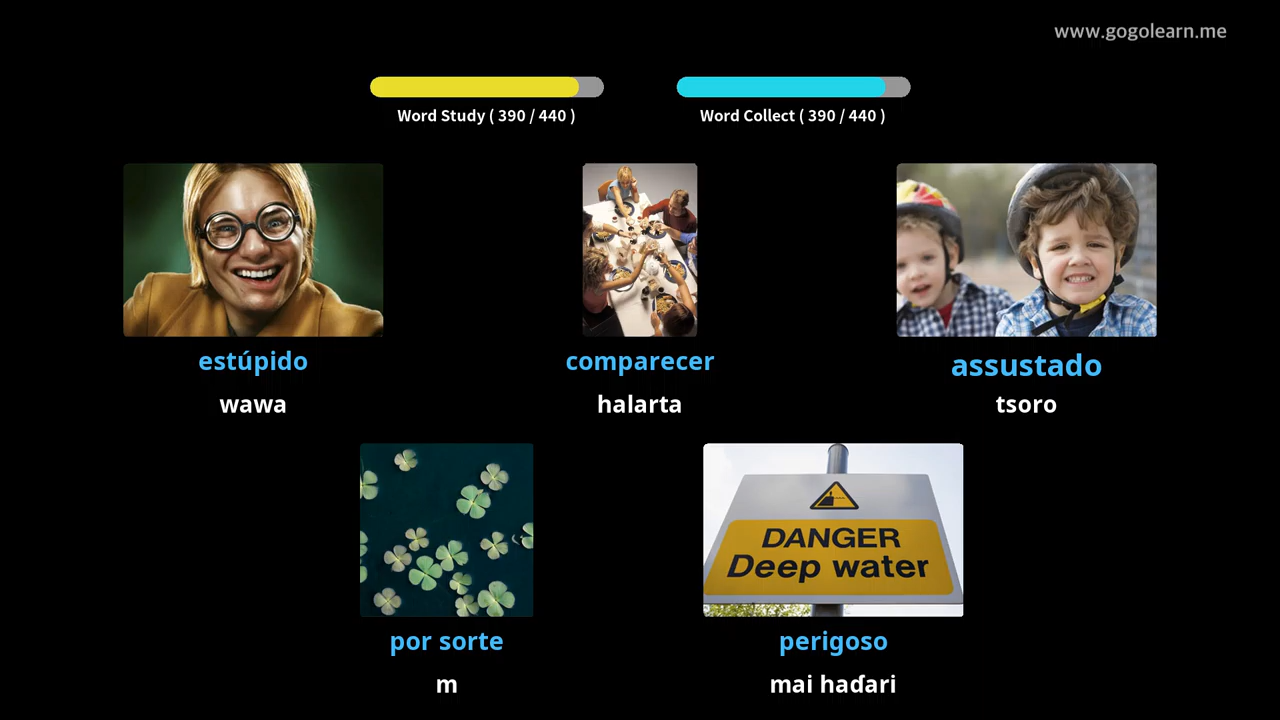 www.gogolearn.me
Word Study ( 390 / 440 )
Word Collect ( 390 / 440 )
estúpido
comparecer
assustado
wawa
halarta
tsoro
DANGER
Deep water
por sorte
perigoso
m
mai haɗari